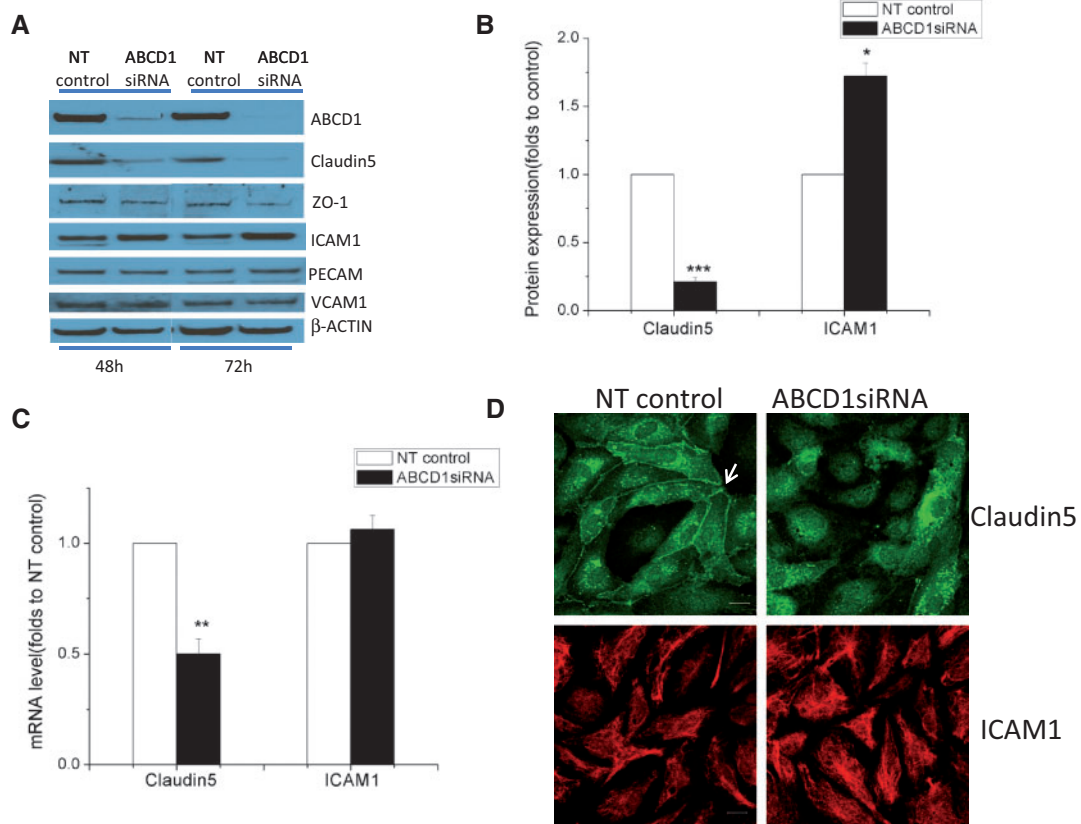 A
NT ABCD1 NT ABCD1
control siRNA control siRNA
ABCD1
Claudin5
ZO-1
ICAM1
PECAM
VCAM1
β-ACTIN
48h 72h
B
NT control
ABCD1siRNA
Protein expression(folds to control)
2.0
1.5
1.0
0.5
0.0
***
*
Claudin5 ICAM1
C
NT control
ABCD1siRNA
mRNA level(folds to NT control)
1.0
0.5
0.0
**
Claudin5 ICAM1
D
NT control ABCD1siRNA
Claudin5
ICAM1